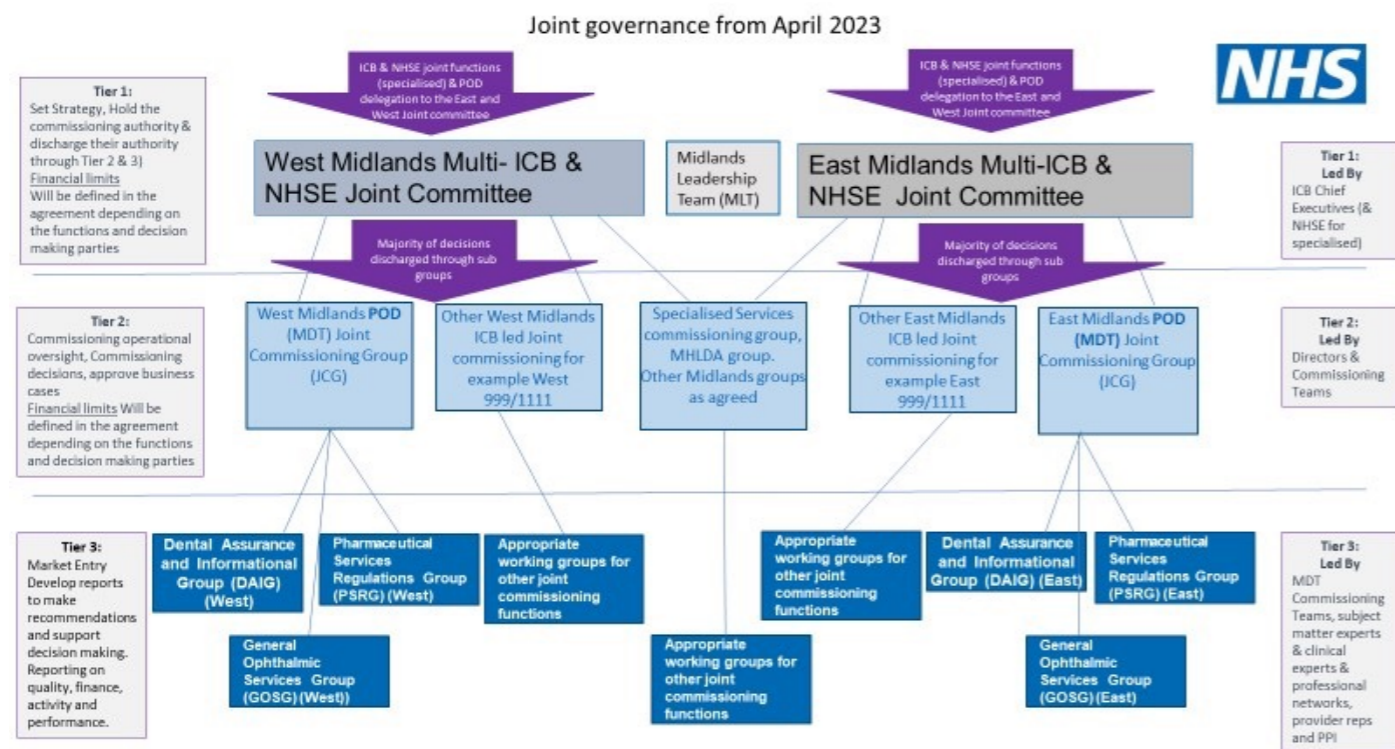 Joint governance from April 2023
ICB & NHSE joint functions
(specialised) & POD
delegation to the East and
West Joint committee
ICB & NHSE joint functions
(specialised) & POD
delegation to the East and
West Joint committee
NHS
Tier 1:
Set Strategy, Hold the
commissioning authority &
discharge their authority
through Tier 2 & 3)
Financial limits
Will be defined in the
agreement depending on
the functions and decision
making parties
West Midlands Multi- ICB &
NHSE Joint Committee
Midlands
Leadership
Team (MLT)
East Midlands Multi-ICB &
NHSE Joint Committee
Tier 1:
Led By
ICB Chief
Executives (&
NHSE for
specialised)
Majority of decisions
discharged through sub
groups
Majority of decisions
discharged through sub
groups
Tier 2:
Commissioning operational
oversight, Commissioning
decisions, approve business
cases
Financial limits Will be
defined in the agreement
depending on the functions
and decision making parties
West Midlands POD
(MDT) Joint
Commissioning Group
(JCG)
Other West Midlands
ICB led Joint
commissioning for
example West
999/1111
Specialised Services
commissioning group,
MHLDA group.
Other Midlands groups
as agreed
Other East Midlands
ICB led Joint
commissioning for
example East
999/1111
East Midlands POD
(MDT) Joint
Commissioning Group
(JCG)
Tier 2:
Led By
Directors &
Commissioning
Teams
Tier 3:
Market Entry
Develop reports
to make
recommendations
and support
decision making.
Reporting on
quality, finance,
activity and
performance.
Dental Assurance
and Informational
Group (DAIG)
(West)
Pharmaceutical
Services
Regulations Group
(PSRG) (West)
Appropriate
working groups for
other joint
commissioning
functions
Appropriate
working groups for
other joint
commissioning
functions
Dental Assurance
and Informational
Group (DAIG) (East)
Pharmaceutical
Services
Regulations Group
(PSRG) (East)
General
Ophthalmic
Services Group
(GOSG) (West))
Appropriate
working groups for
other joint
commissioning
functions
General
Ophthalmic
Services Group
(GOSG) (East)
Tier 3:
Led By
MDT
Commissioning
Teams, subject
matter experts
& clinical
experts &
professional
networks,
provider reps
and PPI